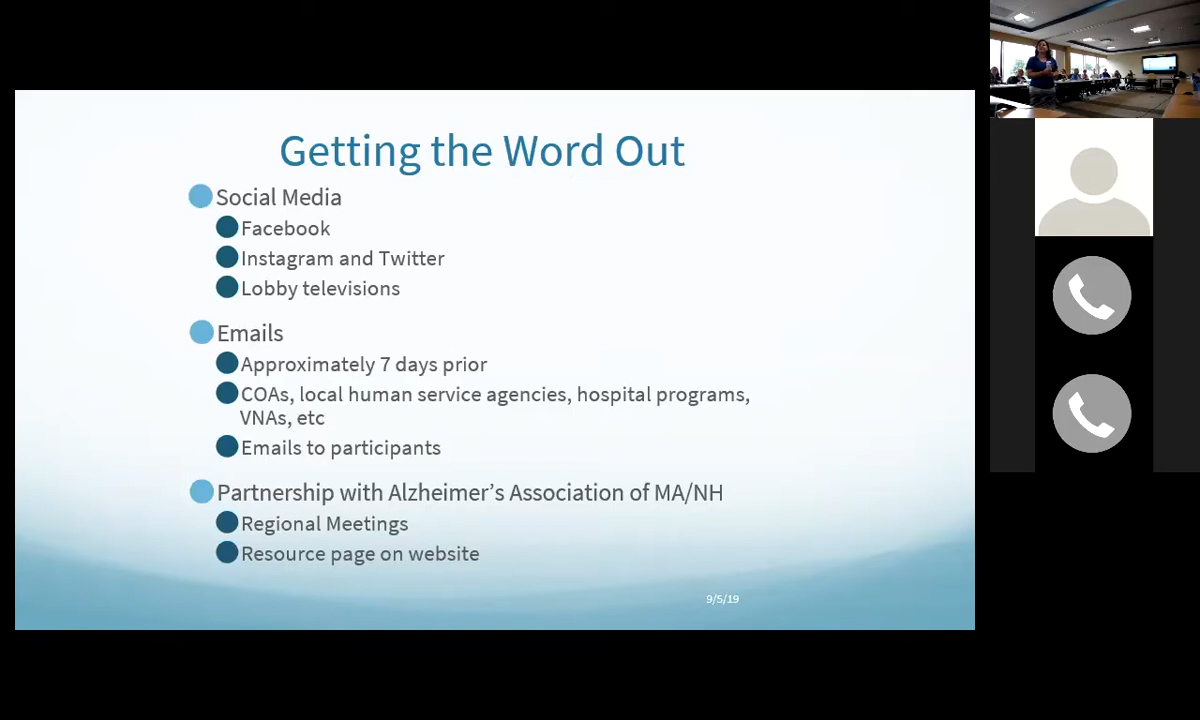 Getting the Word Out
Social Media
Facebook
Instagram and Twitter
Lobby televisions
Emails
Approximately 7 days prior
COAs, local human service agencies, hospital programs,
VNAs, etc
Emails to participants
Partnership with Alzheimer’s Association of MA/NH
Regional Meetings
Resource page on website
9/5/19